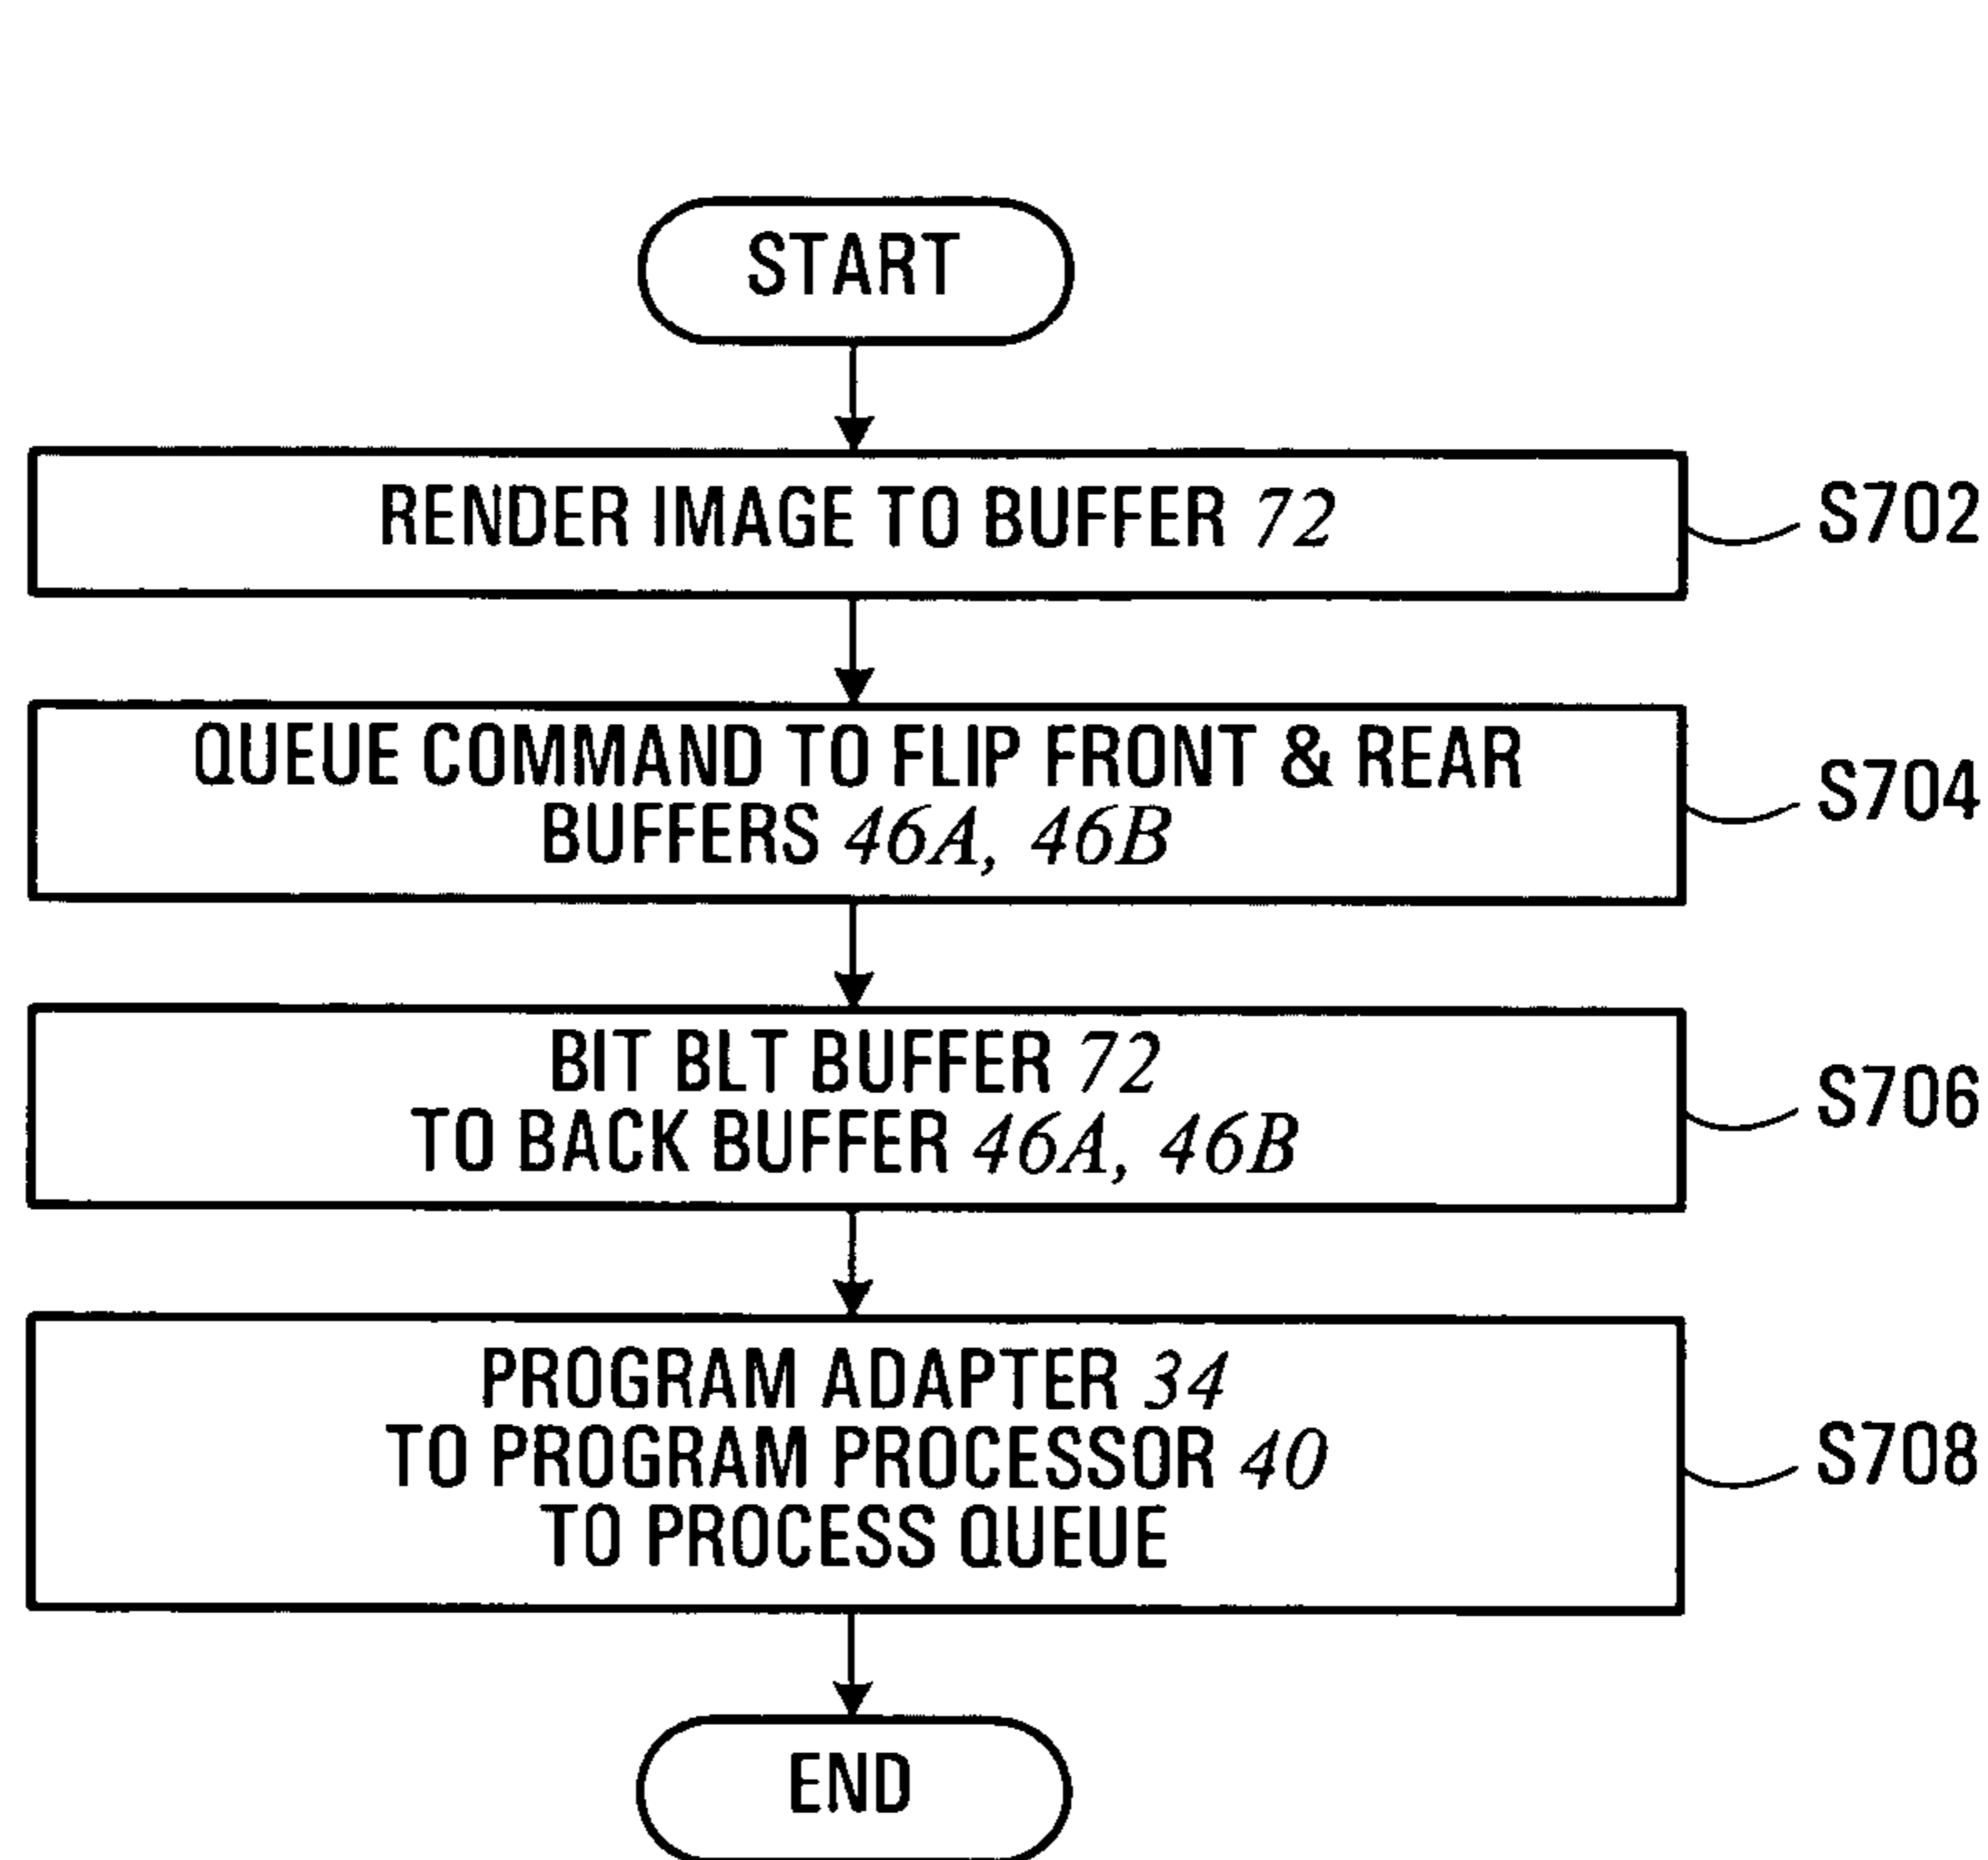 START
RENDER IMAGE TO BUFFER 72
S702
QUEUE COMMAND TO FLIP FRONT & REAR
BUFFERS 46A, 46B
S704
BIT BLT BUFFER 72
TO BACK BUFFER 46A, 46B
S706
PROGRAM ADAPTER 34
TO PROGRAM PROCESSOR 40
TO PROCESS QUEUE
S708
END